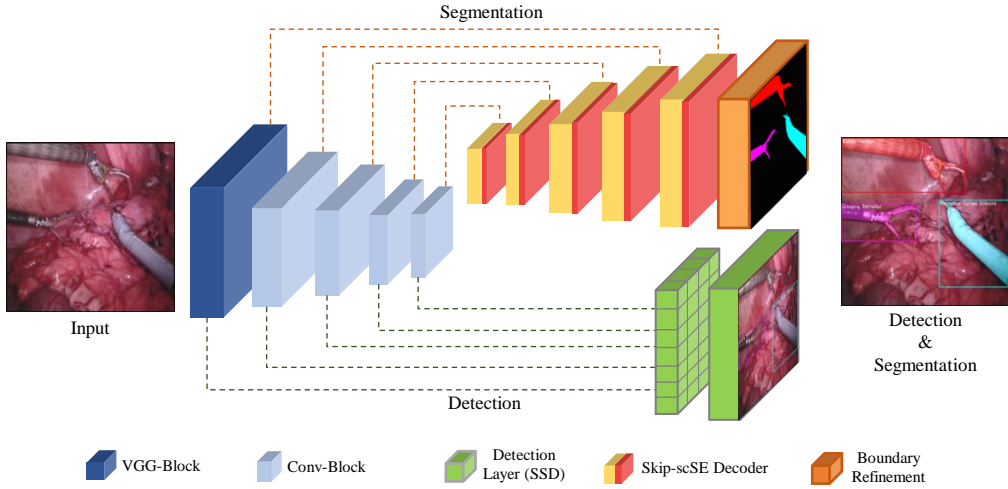 Segmentation
Input
Detection
Detection
&
Segmentation
VGG-Block
Conv-Block
Detection
Layer (SSD)
Skip-scSE Decoder
Boundary
Refinement